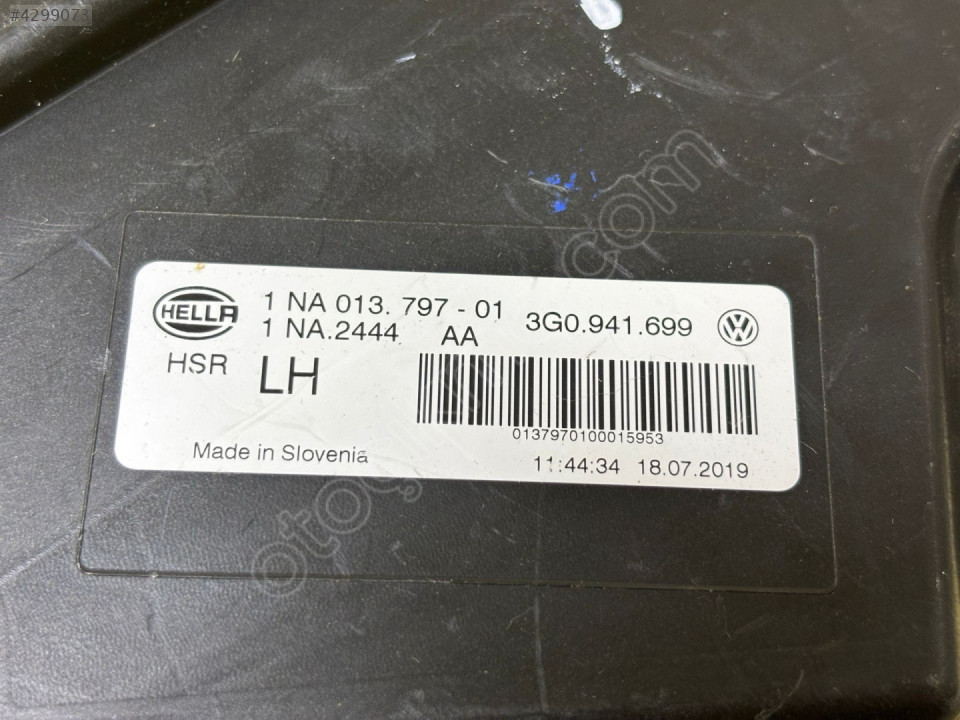 #4299073
HELLA
1 NA 013. 797 - 01
1 NA.2444 AA
3G0.941.699
HSR
LH
0137970100015953
Made in Slovenia
11:44:34 18.07.2019